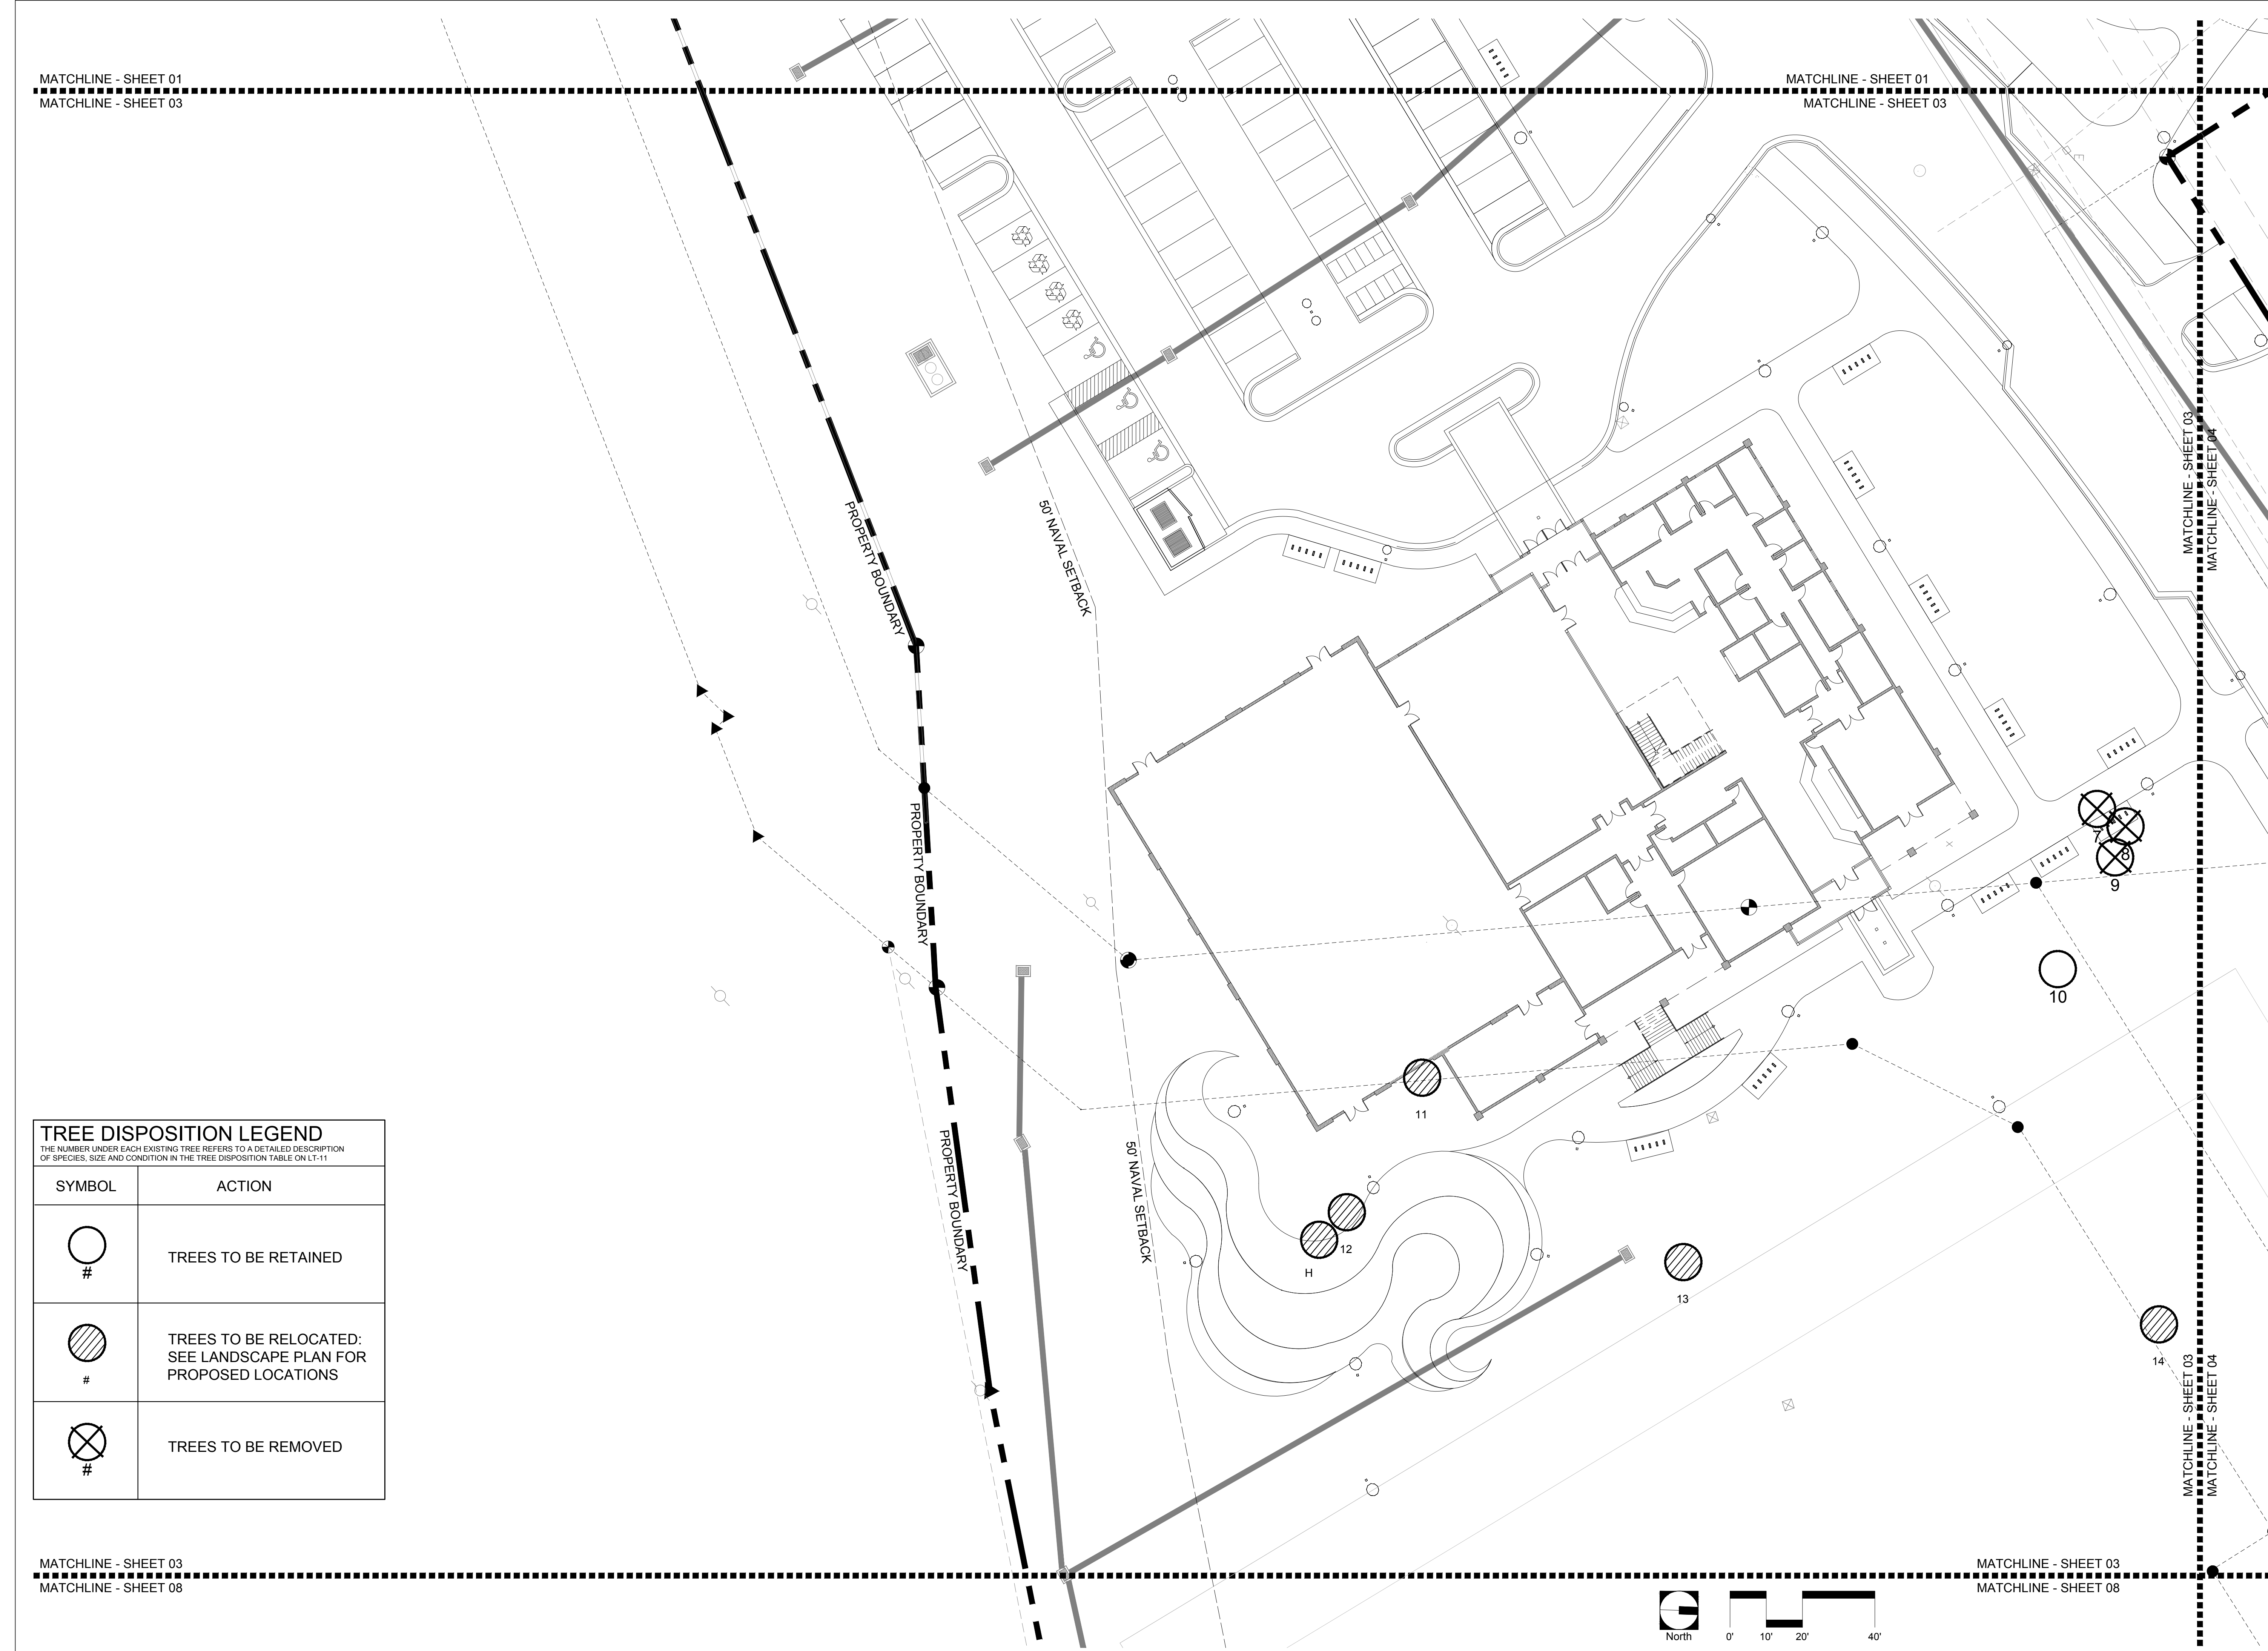 MATCHLINE - SHEET 01
MATCHLINE - SHEET 03
MATCHLINE - SHEET 01
MATCHLINE - SHEET 03
E
MATCHLINE - SHEET 03
MATCHLINE - SHEET 04
PROPERTY BOUNDARY
50' NAVAL SETBACK
PROPERTY BOUNDARY
7
8
9
10
11
12
H
13
14
PROPERTY BOUNDARY
50' NAVAL SETBACK
TREE DISPOSITION LEGEND
THE NUMBER UNDER EACH EXISTING TREE REFERS TO A DETAILED DESCRIPTION
OF SPECIES, SIZE AND CONDITION IN THE TREE DISPOSITION TABLE ON LT-11
SYMBOL ACTION
#
TREES TO BE RETAINED
#
TREES TO BE RELOCATED:
SEE LANDSCAPE PLAN FOR
PROPOSED LOCATIONS
#
TREES TO BE REMOVED
MATCHLINE - SHEET 03
MATCHLINE - SHEET 04
MATCHLINE - SHEET 03
MATCHLINE - SHEET 08
MATCHLINE - SHEET 03
MATCHLINE - SHEET 08
North
0' 10' 20' 40'